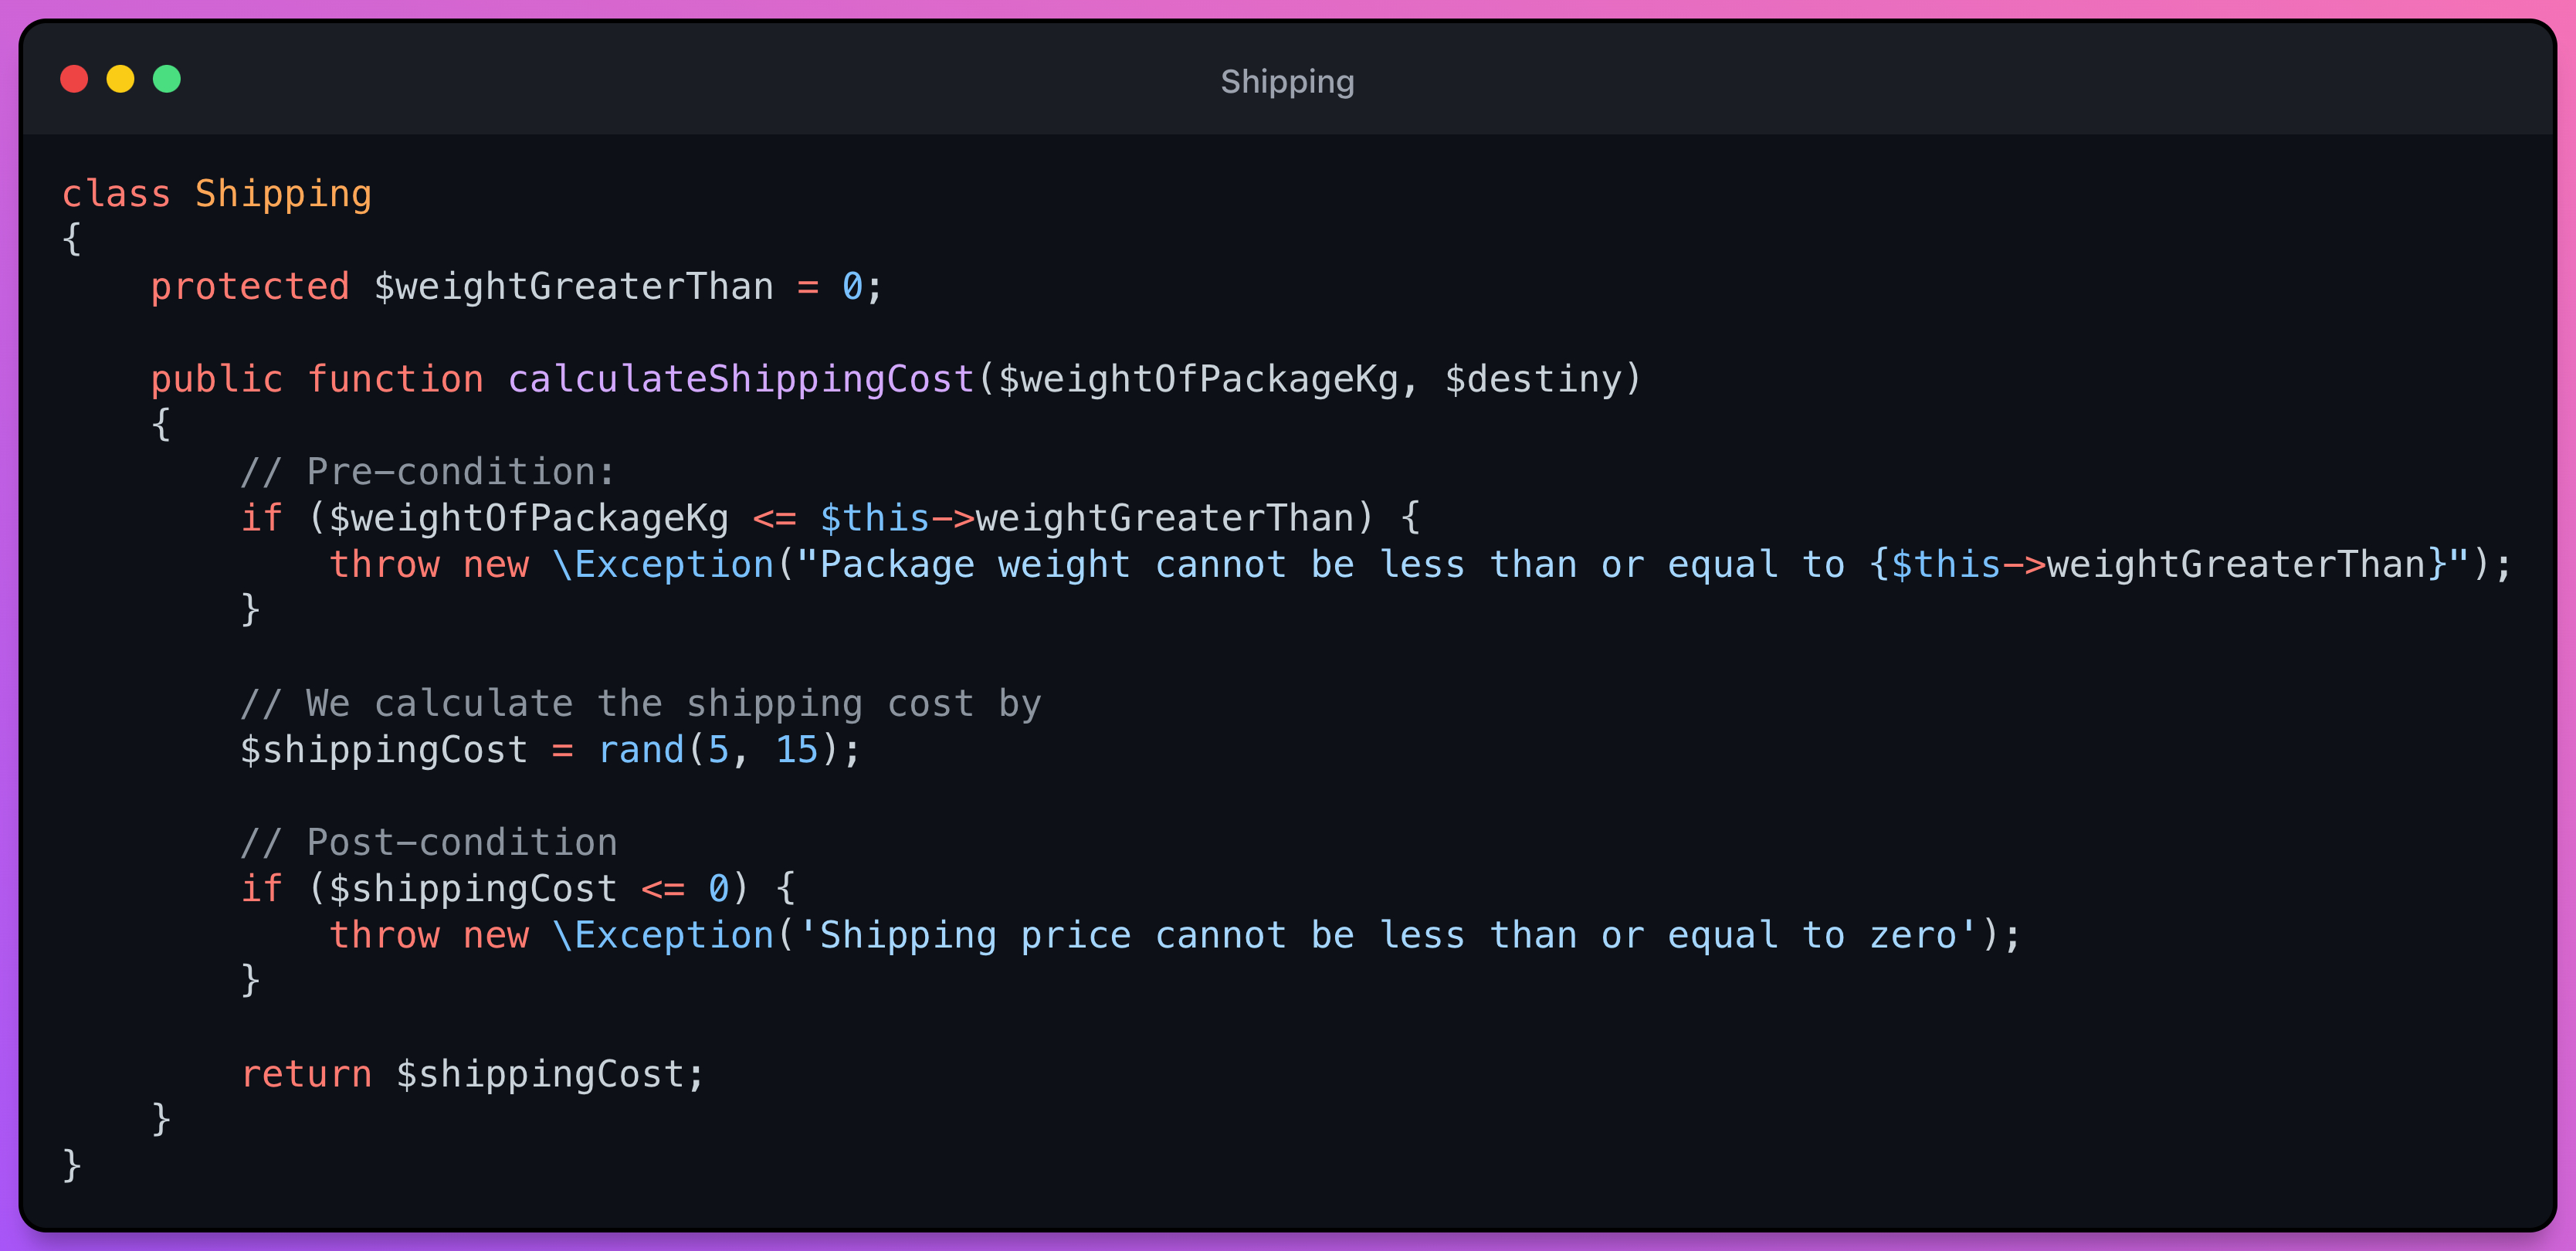 Shipping
class Shipping
{
    protected $weightGreaterThan = 0;

    public function calculateShippingCost($weightOfPackageKg, $destiny)
    {
        // Pre-condition:
        if ($weightOfPackageKg <= $this->weightGreaterThan) {
            throw new \Exception("Package weight cannot be less than or equal to {$this->weightGreaterThan}");
        }

        // We calculate the shipping cost by
        $shippingCost = rand(5, 15);

        // Post-condition
        if ($shippingCost <= 0) {
            throw new \Exception('Shipping price cannot be less than or equal to zero');
        }

        return $shippingCost;
    }
}